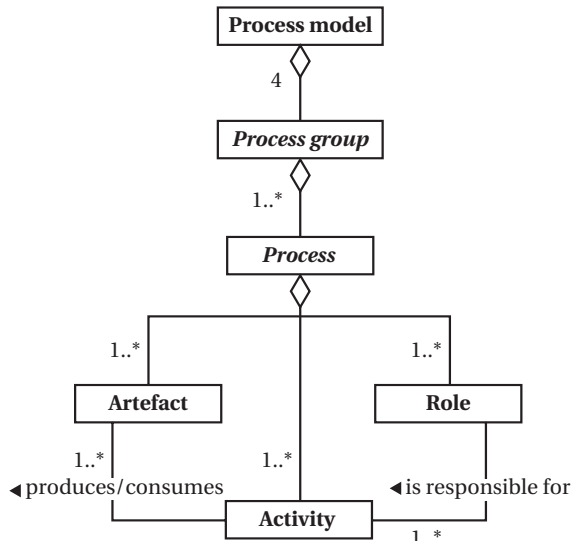 Process model
4
Process group
1..*
Process
1..* 1..*
Artefact Role
1..* 1..*
◄ produces/consumes ◄ is responsible for
Activity
1..*